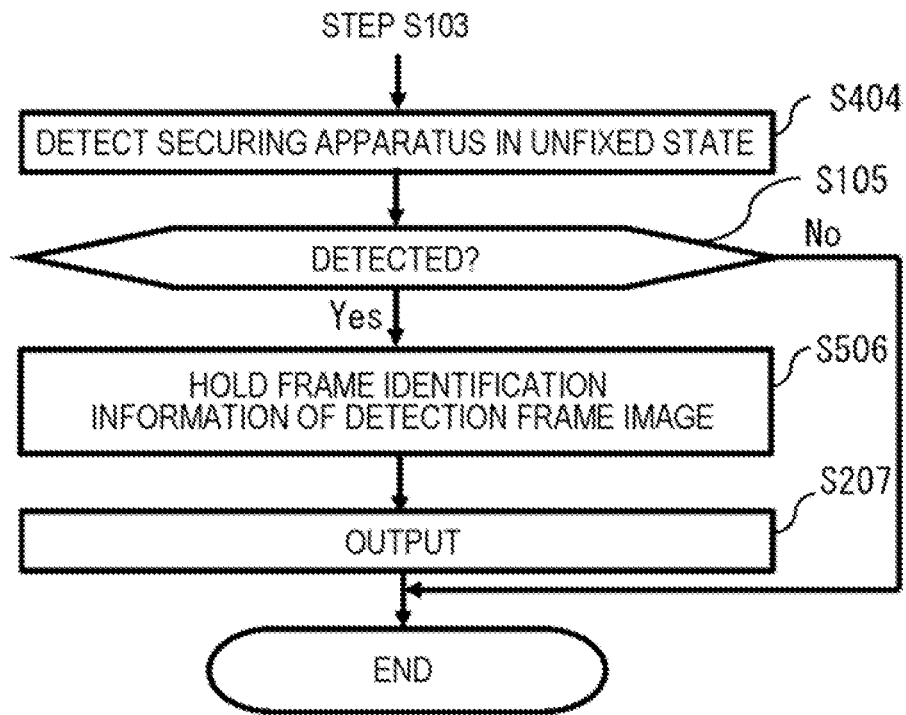 STEP S103
S404
DETECT SECURING APPARATUS IN UNFIXED STATE
S105
DETECTED?
No
Yes
S506
HOLD FRAME IDENTIFICATION
INFORMATION OF DETECTION FRAME IMAGE
S207
OUTPUT
END